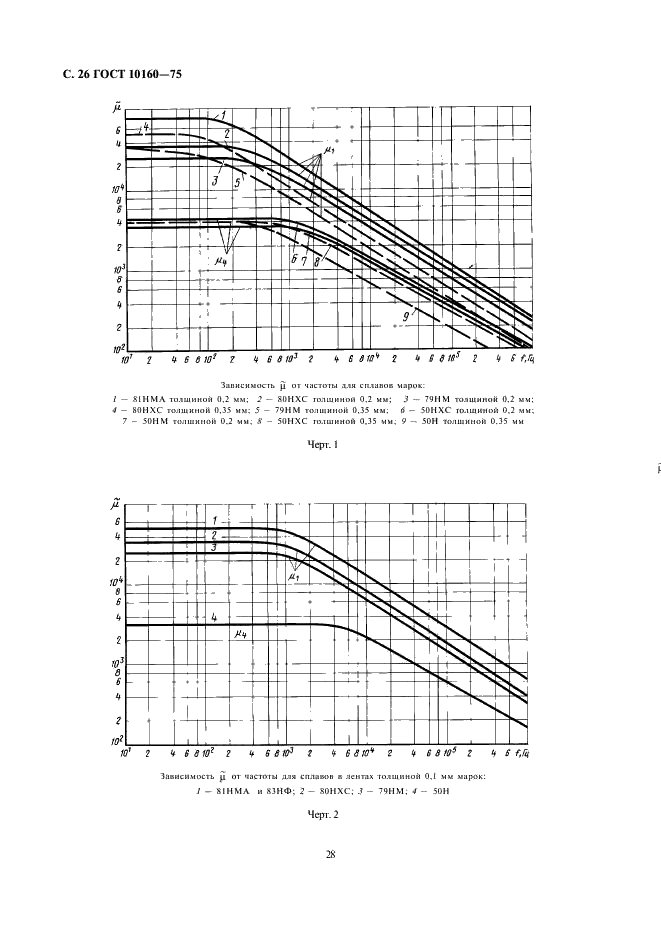 С. 26 ГОСТ 10160—75
μ̃
6
4
2
10⁴
8
6
4
2
10³
8
6
4
2
10²
1
4
2
3
5
μ₁
μ₄
6 7 8
9
10¹ 2 4 6 8 10² 2 4 6 8 10³ 2 4 6 8 10⁴ 2 4 6 8 10⁵ 2 4 6 f,Гц
Зависимость μ̃ от частоты для сплавов марок:
1 — 81НМА толщиной 0,2 мм; 2 — 80НХС толщиной 0,2 мм; 3 — 79НМ толщиной 0,2 мм;
4 — 80НХС толщиной 0,35 мм; 5 — 79НМ толщиной 0,35 мм; 6 — 50НХС толщиной 0,2 мм;
7 — 50НМ толщиной 0,2 мм; 8 — 50НХС толщиной 0,35 мм; 9 — 50Н толщиной 0,35 мм
Черт. 1
μ̃
μ̃
6
4
2
10⁴
8
6
4
2
10³
8
6
4
2
10²
1
2
3
μ₁
4
μ₄
10¹ 2 4 6 8 10² 2 4 6 8 10³ 2 4 6 8 10⁴ 2 4 6 8 10⁵ 2 4 6 f,Гц
Зависимость μ̃ от частоты для сплавов в лентах толщиной 0,1 мм марок:
1 — 81НМА и 83НФ; 2 — 80НХС; 3 — 79НМ; 4 — 50Н
Черт. 2
28